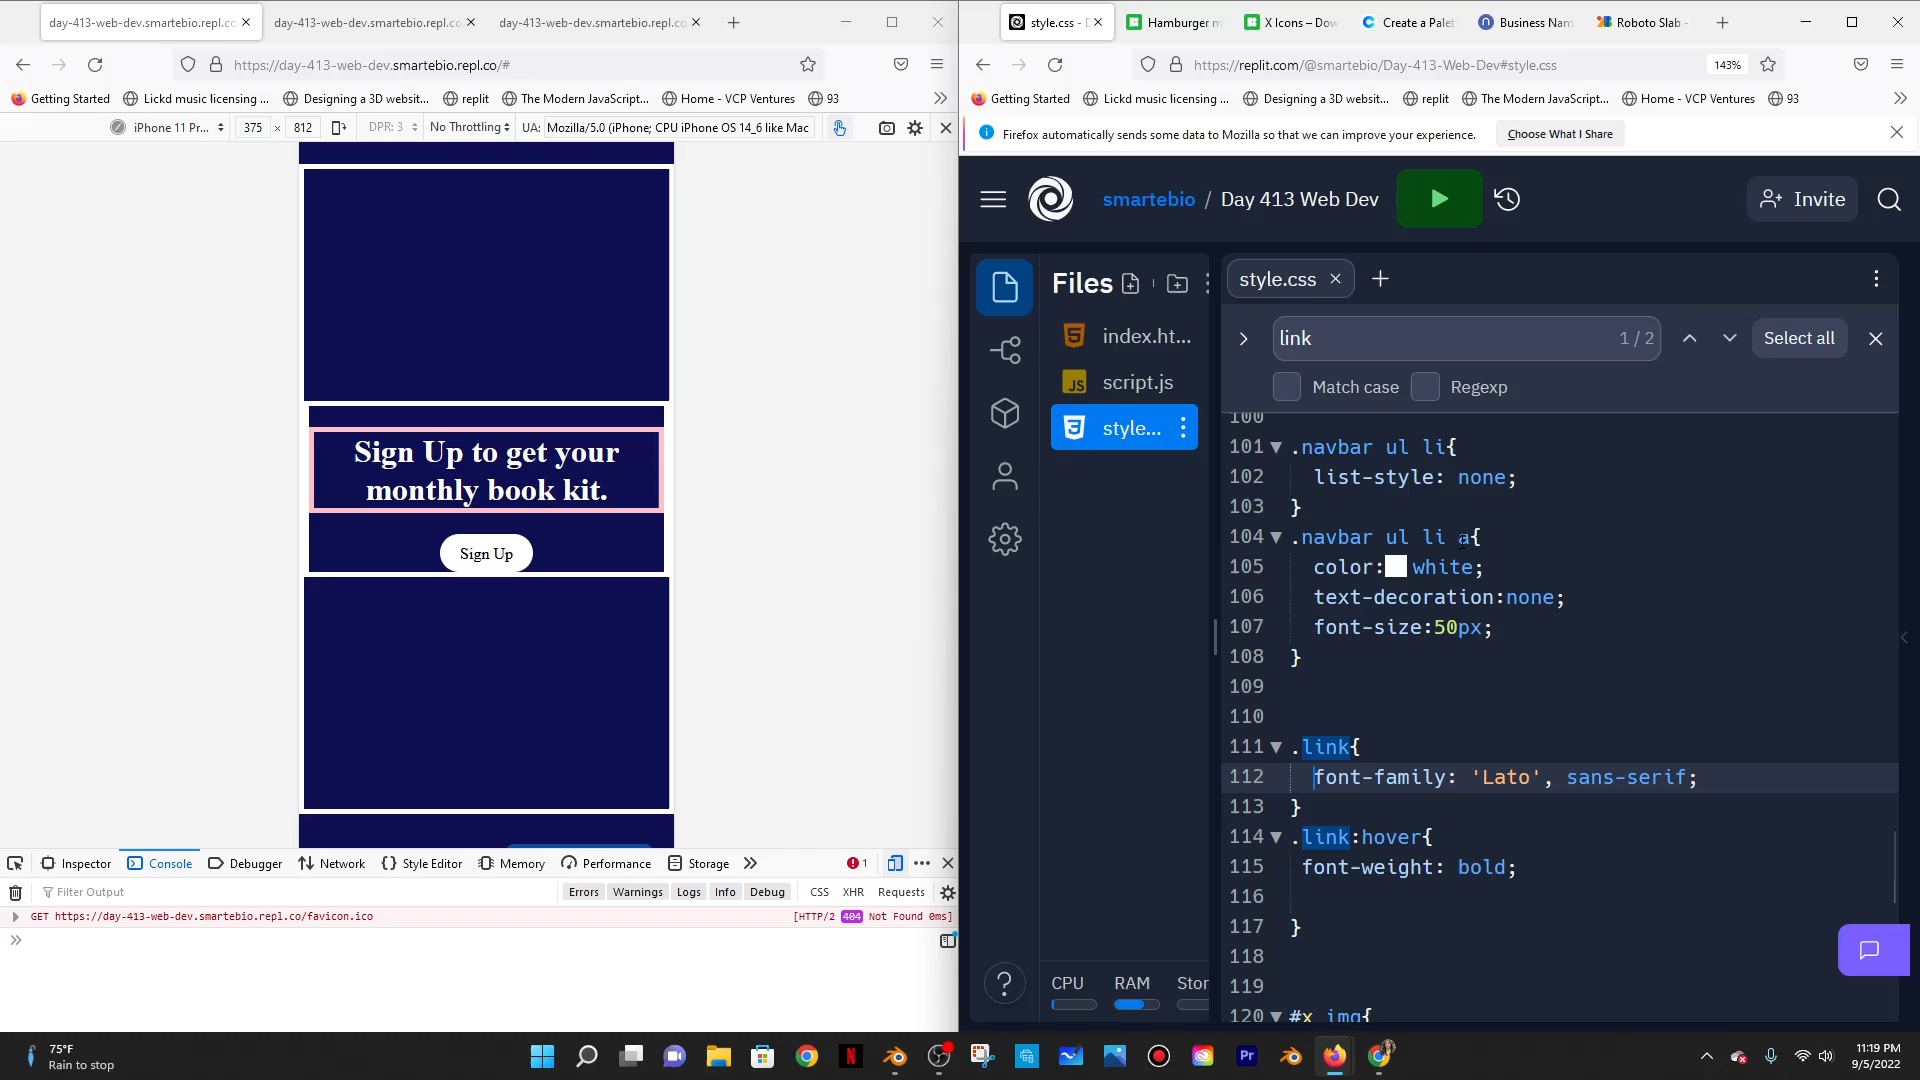 day-413-web-dev.smartebio.repl.co
day-413-web-dev.smartebio.repl.co
day-413-web-dev.smartebio.repl.co
https://day-413-web-dev.smartebio.repl.co/#
Getting Started
Lickd music licensing ...
Designing a 3D websit...
replit
The Modern JavaScript...
Home - VCP Ventures
93
iPhone 11 Pr...
375 × 812
DPR: 3
No Throttling
UA: Mozilla/5.0 (iPhone; CPU iPhone OS 14_6 like Mac
Sign Up to get your
monthly book kit.
Sign Up
Inspector
Console
Debugger
Network
Style Editor
Memory
Performance
Storage
1
Filter Output
Errors
Warnings
Logs
Info
Debug
CSS
XHR
Requests
GET https://day-413-web-dev.smartebio.repl.co/favicon.ico
[HTTP/2 404 Not Found 0ms]
style.css -
Hamburger
X Icons – Dow
Create a Palet
Business Nam
Roboto Slab -
https://replit.com/@smartebio/Day-413-Web-Dev#style.css
143%
Getting Started
Lickd music licensing ...
Designing a 3D websit...
replit
The Modern JavaScript...
Home - VCP Ventures
93
Firefox automatically sends some data to Mozilla so that we can improve your experience.
Choose What I Share
smartebio / Day 413 Web Dev
Invite
Files
index.ht...
JS script.js
style...
CPU
RAM
Stor
style.css
link
1 / 2
Select all
Match case
Regexp
100
101 .navbar ul li{
102 list-style: none;
103 }
104 .navbar ul li a{
105 color: white;
106 text-decoration:none;
107 font-size:50px;
108 }
109
110
111 .link{
112 font-family: 'Lato', sans-serif;
113 }
114 .link:hover{
115 font-weight: bold;
116
117 }
118
119
120 #x img{
75°F
Rain to stop
Pr
11:19 PM
9/5/2022